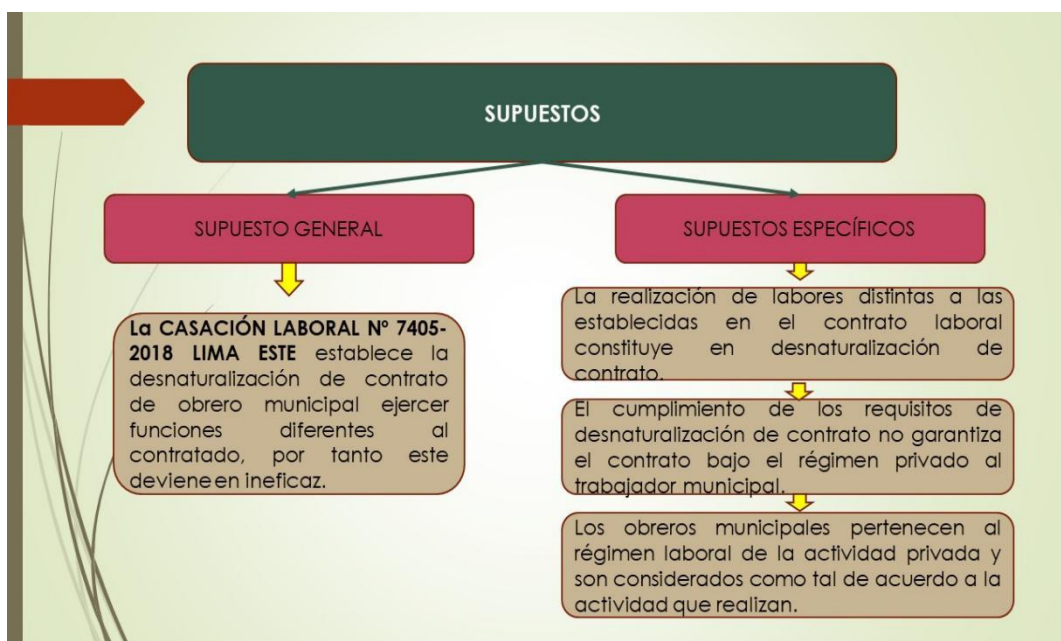 SUPUESTOS
SUPUESTO GENERAL
La CASACIÓN LABORAL Nº 7405-
2018 LIMA ESTE establece la
desnaturalización de contrato
de obrero municipal ejercer
funciones diferentes al
contratado, por tanto este
deviene en ineficaz.
SUPUESTOS ESPECÍFICOS
La realización de labores distintas a las
establecidas en el contrato laboral
constituye en desnaturalización de
contrato.
El cumplimiento de los requisitos de
desnaturalización de contrato no garantiza
el contrato bajo el régimen privado al
trabajador municipal.
Los obreros municipales pertenecen al
régimen laboral de la actividad privada y
son considerados como tal de acuerdo a la
actividad que realizan.